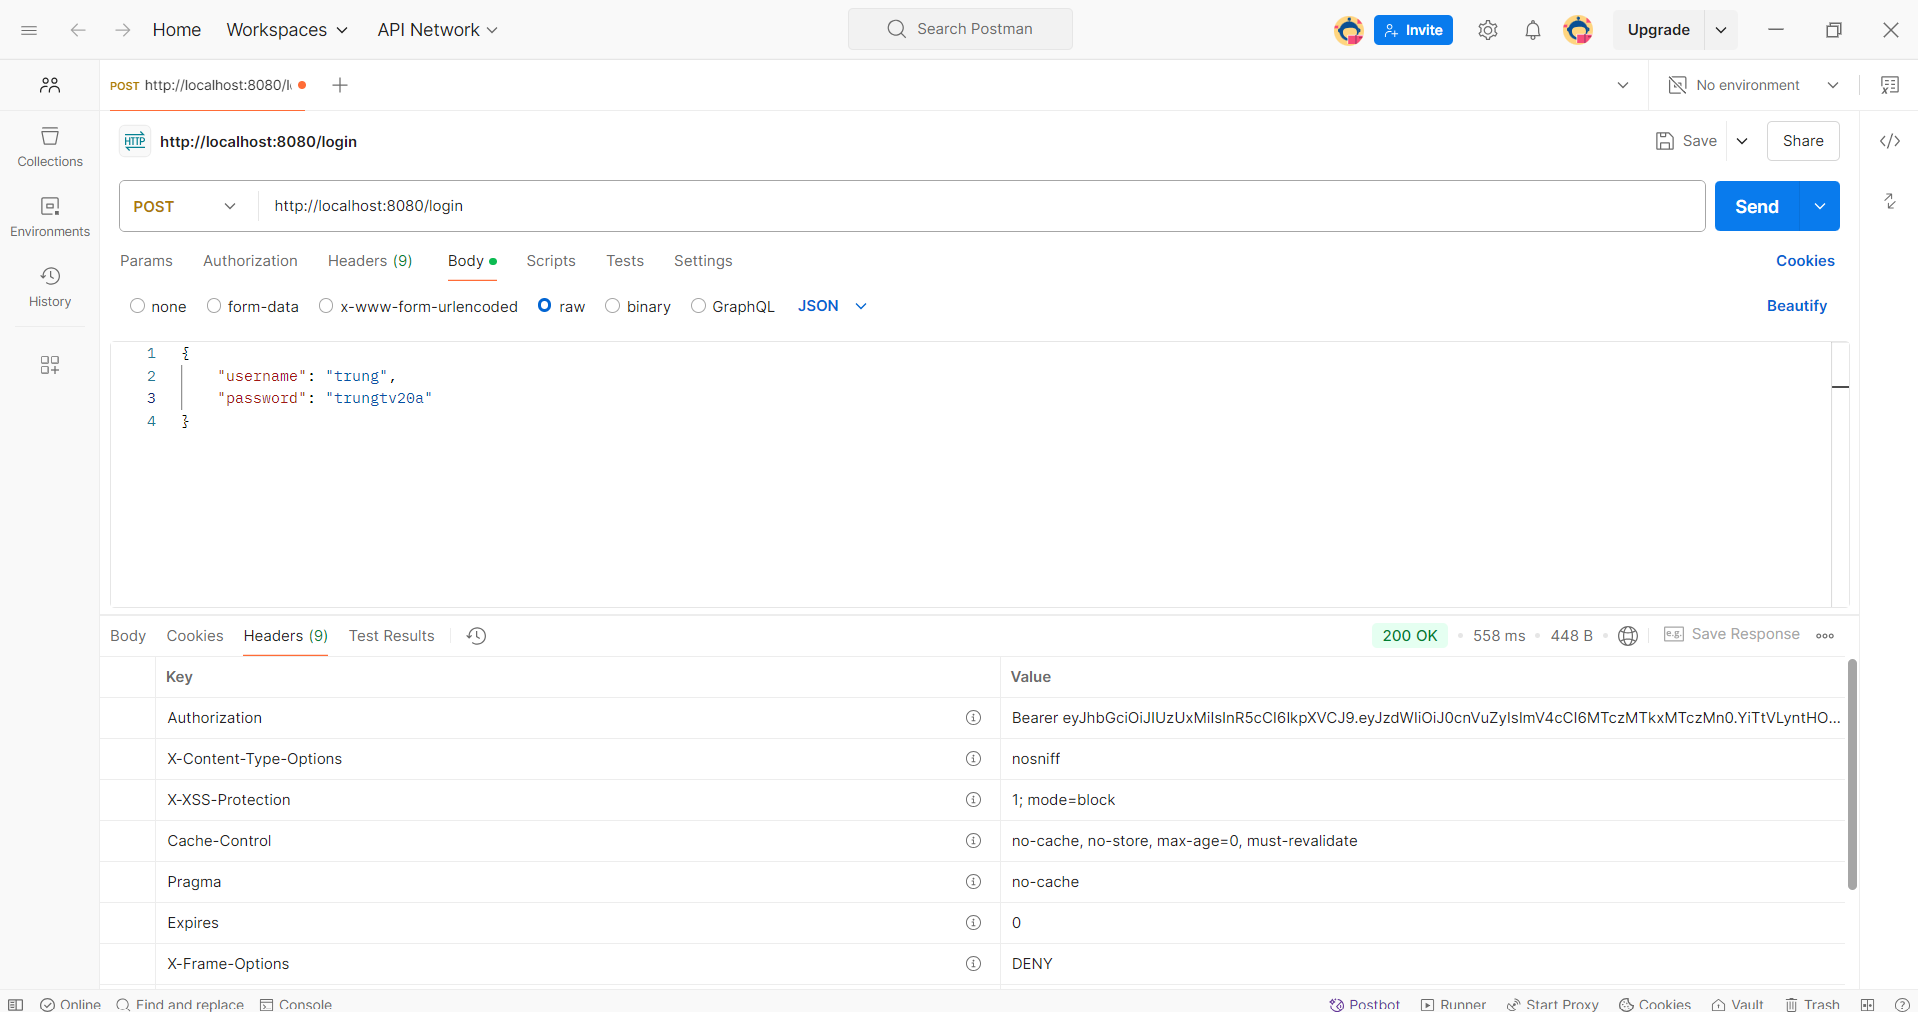 Home Workspaces API Network Search Postman Invite Upgrade
POST http://localhost:8080/l No environment
HTTP http://localhost:8080/login Save Share
Collections
POST http://localhost:8080/login Send
Environments
Params Authorization Headers (9) Body Scripts Tests Settings Cookies
History
none form-data x-www-form-urlencoded raw binary GraphQL JSON Beautify
1 {
2 "username": "trung",
3 "password": "trungtv20a"
4 }
Body Cookies Headers (9) Test Results 200 OK 558 ms 448 B e.g. Save Response
Key Value
Authorization Bearer eyJhbGciOiJIUzUxMiIsInR5cCI6IkpXVCJ9.eyJzdWIiOiJ0cnVuZyIsImV4cCI6MTczMTkxMTczMn0.YiTtVLyntHO...
X-Content-Type-Options nosniff
X-XSS-Protection 1; mode=block
Cache-Control no-cache, no-store, max-age=0, must-revalidate
Pragma no-cache
Expires 0
X-Frame-Options DENY
Online Find and replace Console Postbot Runner Start Proxy Cookies Vault Trash